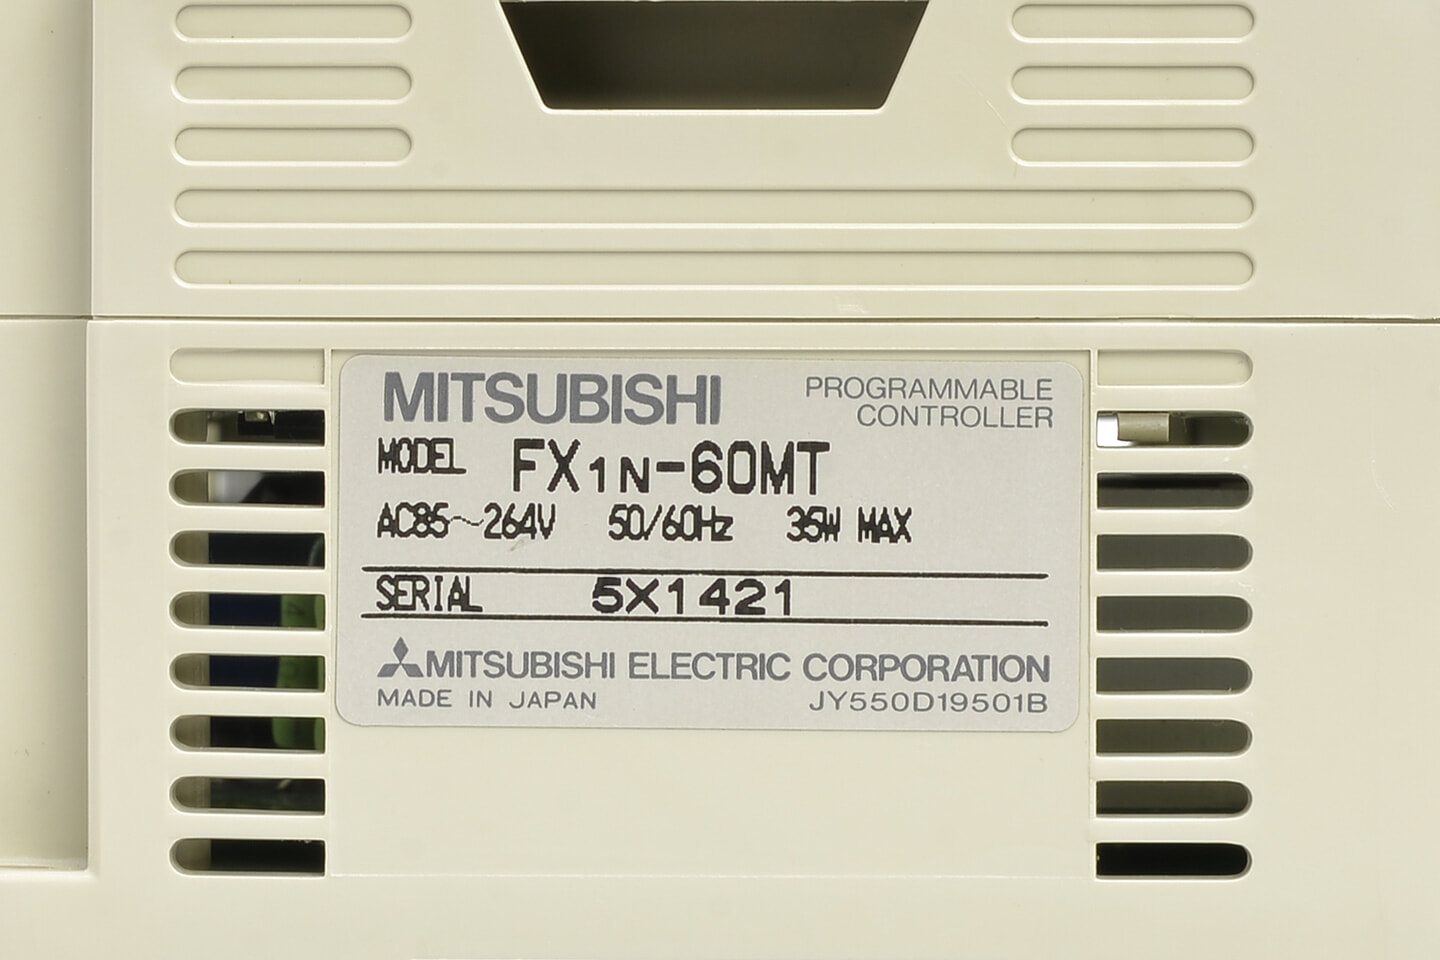 MITSUBISHI
PROGRAMMABLE
CONTROLLER
MODEL FX1N-60MT
AC85~264V 50/60Hz 35W MAX
SERIAL 5X1421
MITSUBISHI ELECTRIC CORPORATION
MADE IN JAPAN JY550D19501B